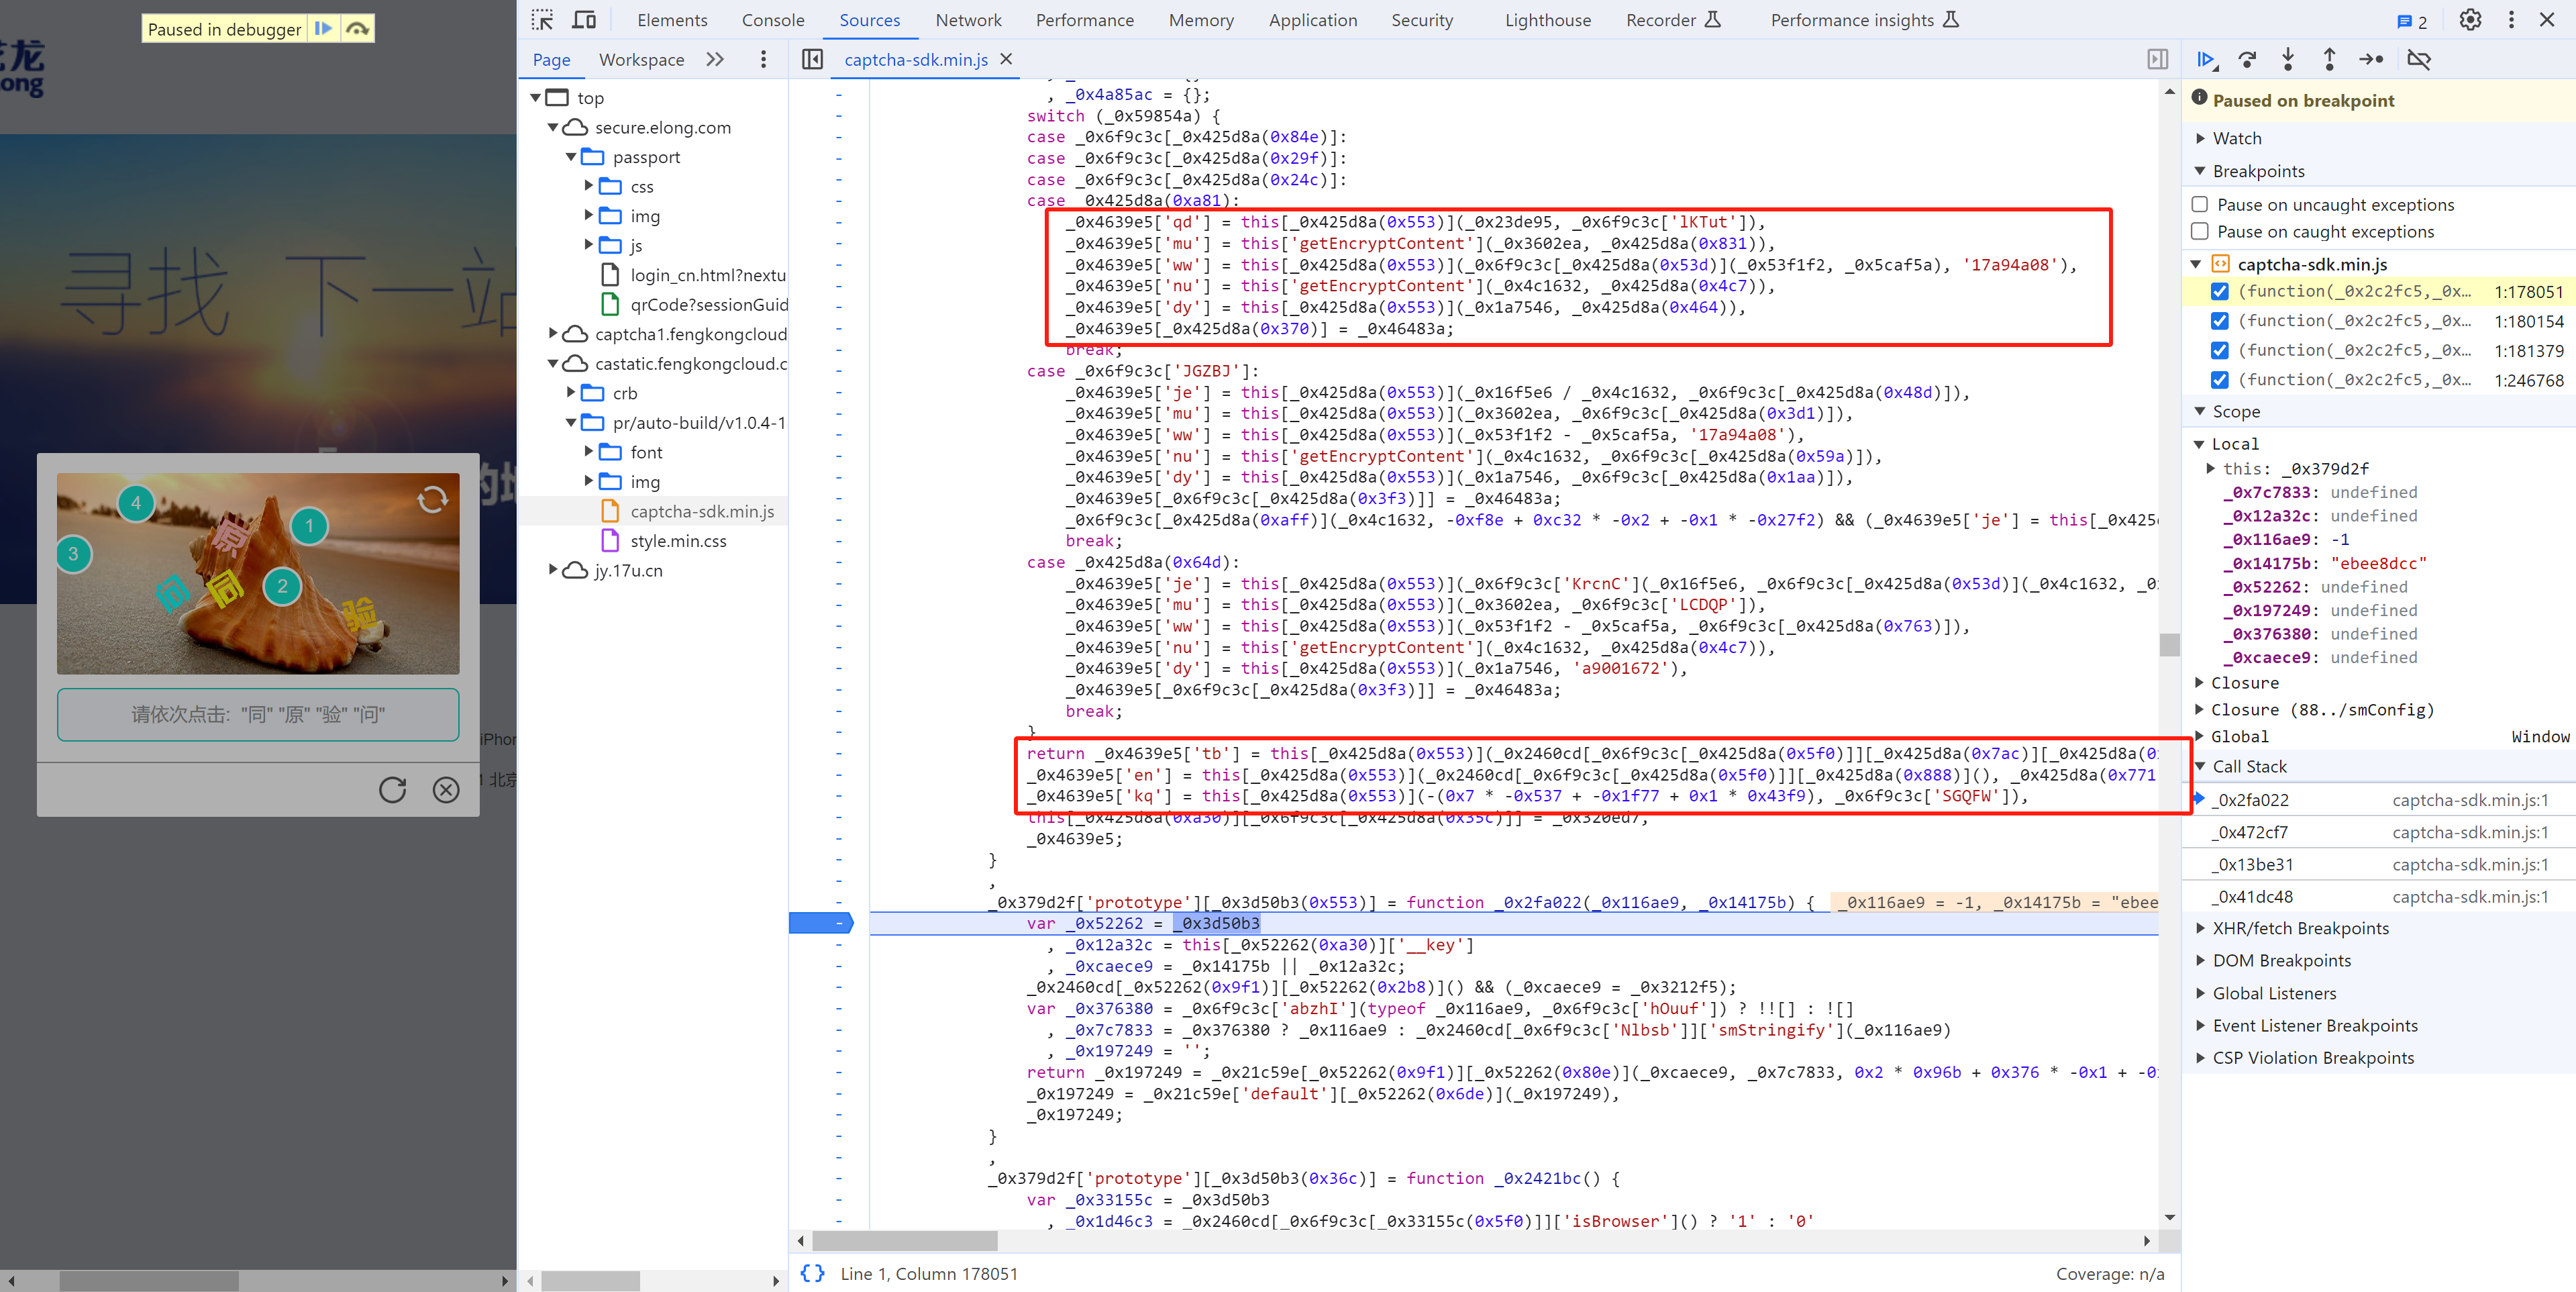 Paused in debugger
艺龙
ong
寻找 下一站
的地
4
1
3
2
原
问
同
验
请依次点击: "同" "原" "验" "问"
iPhon
北京
Elements Console Sources Network Performance Memory Application Security Lighthouse Recorder Performance insights 2
Page Workspace
captcha-sdk.min.js
top
secure.elong.com
passport
css
img
js
login_cn.html?nextu
qrCode?sessionGuid
captcha1.fengkongcloud
castatic.fengkongcloud.c
crb
pr/auto-build/v1.0.4-1
font
img
captcha-sdk.min.js
style.min.css
jy.17u.cn
, _0x4a85ac = {};
switch (_0x59854a) {
case _0x6f9c3c[_0x425d8a(0x84e)]:
case _0x6f9c3c[_0x425d8a(0x29f)]:
case _0x6f9c3c[_0x425d8a(0x24c)]:
case _0x425d8a(0xa81):
_0x4639e5['qd'] = this[_0x425d8a(0x553)](_0x23de95, _0x6f9c3c['lKTut']),
_0x4639e5['mu'] = this['getEncryptContent'](_0x3602ea, _0x425d8a(0x831)),
_0x4639e5['ww'] = this[_0x425d8a(0x553)](_0x6f9c3c[_0x425d8a(0x53d)](_0x53f1f2, _0x5caf5a), '17a94a08'),
_0x4639e5['nu'] = this['getEncryptContent'](_0x4c1632, _0x425d8a(0x4c7)),
_0x4639e5['dy'] = this[_0x425d8a(0x553)](_0x1a7546, _0x425d8a(0x464)),
_0x4639e5[_0x425d8a(0x370)] = _0x46483a;
break;
case _0x6f9c3c['JGZBJ']:
_0x4639e5['je'] = this[_0x425d8a(0x553)](_0x16f5e6 / _0x4c1632, _0x6f9c3c[_0x425d8a(0x48d)]),
_0x4639e5['mu'] = this[_0x425d8a(0x553)](_0x3602ea, _0x6f9c3c[_0x425d8a(0x3d1)]),
_0x4639e5['ww'] = this[_0x425d8a(0x553)](_0x53f1f2 - _0x5caf5a, '17a94a08'),
_0x4639e5['nu'] = this['getEncryptContent'](_0x4c1632, _0x6f9c3c[_0x425d8a(0x59a)]),
_0x4639e5['dy'] = this[_0x425d8a(0x553)](_0x1a7546, _0x6f9c3c[_0x425d8a(0x1aa)]),
_0x4639e5[_0x6f9c3c[_0x425d8a(0x3f3)]] = _0x46483a;
_0x6f9c3c[_0x425d8a(0xaff)](_0x4c1632, -0xf8e + 0xc32 * -0x2 + -0x1 * -0x27f2) && (_0x4639e5['je'] = this[_0x425
break;
case _0x425d8a(0x64d):
_0x4639e5['je'] = this[_0x425d8a(0x553)](_0x6f9c3c['KrcnC'](_0x16f5e6, _0x6f9c3c[_0x425d8a(0x53d)](_0x4c1632, _0
_0x4639e5['mu'] = this[_0x425d8a(0x553)](_0x3602ea, _0x6f9c3c['LCDQP']),
_0x4639e5['ww'] = this[_0x425d8a(0x553)](_0x53f1f2 - _0x5caf5a, _0x6f9c3c[_0x425d8a(0x763)]),
_0x4639e5['nu'] = this['getEncryptContent'](_0x4c1632, _0x425d8a(0x4c7)),
_0x4639e5['dy'] = this[_0x425d8a(0x553)](_0x1a7546, 'a9001672'),
_0x4639e5[_0x6f9c3c[_0x425d8a(0x3f3)]] = _0x46483a;
break;
}
return _0x4639e5['tb'] = this[_0x425d8a(0x553)](_0x2460cd[_0x6f9c3c[_0x425d8a(0x5f0)]][_0x425d8a(0x7ac)][_0x425d8a(0
_0x4639e5['en'] = this[_0x425d8a(0x553)](_0x2460cd[_0x6f9c3c[_0x425d8a(0x5f0)]][_0x425d8a(0x888)](), _0x425d8a(0x771
_0x4639e5['kq'] = this[_0x425d8a(0x553)](-(0x7 * -0x537 + -0x1f77 + 0x1 * 0x43f9), _0x6f9c3c['SGQFW']),
this[_0x425d8a(0xa30)][_0x6f9c3c[_0x425d8a(0x35c)]] = _0x320ed7,
_0x4639e5;
}
,
_0x379d2f['prototype'][_0x3d50b3(0x553)] = function _0x2fa022(_0x116ae9, _0x14175b) { _0x116ae9 = -1, _0x14175b = "ebee
var _0x52262 = _0x3d50b3
, _0x12a32c = this[_0x52262(0xa30)]['__key']
, _0xcaece9 = _0x14175b || _0x12a32c;
_0x2460cd[_0x52262(0x9f1)][_0x52262(0x2b8)]() && (_0xcaece9 = _0x3212f5);
var _0x376380 = _0x6f9c3c['abzhI'](typeof _0x116ae9, _0x6f9c3c['hOuuf']) ? !![] : ![]
, _0x7c7833 = _0x376380 ? _0x116ae9 : _0x2460cd[_0x6f9c3c['Nlbsb']]['smStringify'](_0x116ae9)
, _0x197249 = '';
return _0x197249 = _0x21c59e[_0x52262(0x9f1)][_0x52262(0x80e)](_0xcaece9, _0x7c7833, 0x2 * 0x96b + 0x376 * -0x1 + -0
_0x197249 = _0x21c59e['default'][_0x52262(0x6de)](_0x197249),
_0x197249;
}
,
_0x379d2f['prototype'][_0x3d50b3(0x36c)] = function _0x2421bc() {
var _0x33155c = _0x3d50b3
, _0x1d46c3 = _0x2460cd[_0x6f9c3c[_0x33155c(0x5f0)]]['isBrowser']() ? '1' : '0'
{} Line 1, Column 178051 Coverage: n/a
Paused on breakpoint
Watch
Breakpoints
Pause on uncaught exceptions
Pause on caught exceptions
captcha-sdk.min.js
(function(_0x2c2fc5,_0x… 1:178051
(function(_0x2c2fc5,_0x… 1:180154
(function(_0x2c2fc5,_0x… 1:181379
(function(_0x2c2fc5,_0x… 1:246768
Scope
Local
this: _0x379d2f
_0x7c7833: undefined
_0x12a32c: undefined
_0x116ae9: -1
_0x14175b: "ebee8dcc"
_0x52262: undefined
_0x197249: undefined
_0x376380: undefined
_0xcaece9: undefined
Closure
Closure (88../smConfig)
Global Window
Call Stack
_0x2fa022 captcha-sdk.min.js:1
_0x472cf7 captcha-sdk.min.js:1
_0x13be31 captcha-sdk.min.js:1
_0x41dc48 captcha-sdk.min.js:1
XHR/fetch Breakpoints
DOM Breakpoints
Global Listeners
Event Listener Breakpoints
CSP Violation Breakpoints